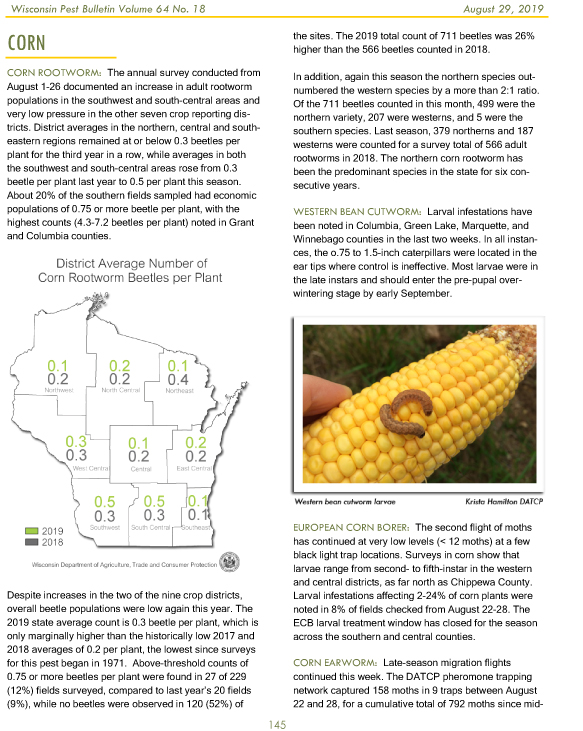 Wisconsin Pest Bulletin Volume 64 No. 18
August 29, 2019
CORN
CORN ROOTWORM: The annual survey conducted from
August 1-26 documented an increase in adult rootworm
populations in the southwest and south-central areas and
very low pressure in the other seven crop reporting dis-
tricts. District averages in the northern, central and south-
eastern regions remained at or below 0.3 beetles per
plant for the third year in a row, while averages in both
the southwest and south-central areas rose from 0.3
beetle per plant last year to 0.5 per plant this season.
About 20% of the southern fields sampled had economic
populations of 0.75 or more beetle per plant, with the
highest counts (4.3-7.2 beetles per plant) noted in Grant
and Columbia counties.
District Average Number of
Corn Rootworm Beetles per Plant
0.1
0.2
Northwest
0.2
0.2
North Central
0.1
0.4
Northeast
0.3
0.3
West Central
0.1
0.2
Central
0.2
0.2
East Central
0.5
0.3
Southwest
0.5
0.3
South Central
0.1
0.1
Southeast
2019
2018
Wisconsin Department of Agriculture, Trade and Consumer Protection
Despite increases in the two of the nine crop districts,
overall beetle populations were low again this year. The
2019 state average count is 0.3 beetle per plant, which is
only marginally higher than the historically low 2017 and
2018 averages of 0.2 per plant, the lowest since surveys
for this pest began in 1971. Above-threshold counts of
0.75 or more beetles per plant were found in 27 of 229
(12%) fields surveyed, compared to last year's 20 fields
(9%), while no beetles were observed in 120 (52%) of
the sites. The 2019 total count of 711 beetles was 26%
higher than the 566 beetles counted in 2018.
In addition, again this season the northern species out-
numbered the western species by a more than 2:1 ratio.
Of the 711 beetles counted in this month, 499 were the
northern variety, 207 were westerns, and 5 were the
southern species. Last season, 379 northerns and 187
westerns were counted for a survey total of 566 adult
rootworms in 2018. The northern corn rootworm has
been the predominant species in the state for six con-
secutive years.
WESTERN BEAN CUTWORM: Larval infestations have
been noted in Columbia, Green Lake, Marquette, and
Winnebago counties in the last two weeks. In all instan-
ces, the o.75 to 1.5-inch caterpillars were located in the
ear tips where control is ineffective. Most larvae were in
the late instars and should enter the pre-pupal over-
wintering stage by early September.
Western bean cutworm larvae
Krista Hamilton DATCP
EUROPEAN CORN BORER: The second flight of moths
has continued at very low levels (< 12 moths) at a few
black light trap locations. Surveys in corn show that
larvae range from second- to fifth-instar in the western
and central districts, as far north as Chippewa County.
Larval infestations affecting 2-24% of corn plants were
noted in 8% of fields checked from August 22-28. The
ECB larval treatment window has closed for the season
across the southern and central counties.
CORN EARWORM: Late-season migration flights
continued this week. The DATCP pheromone trapping
network captured 158 moths in 9 traps between August
22 and 28, for a cumulative total of 792 moths since mid-
145